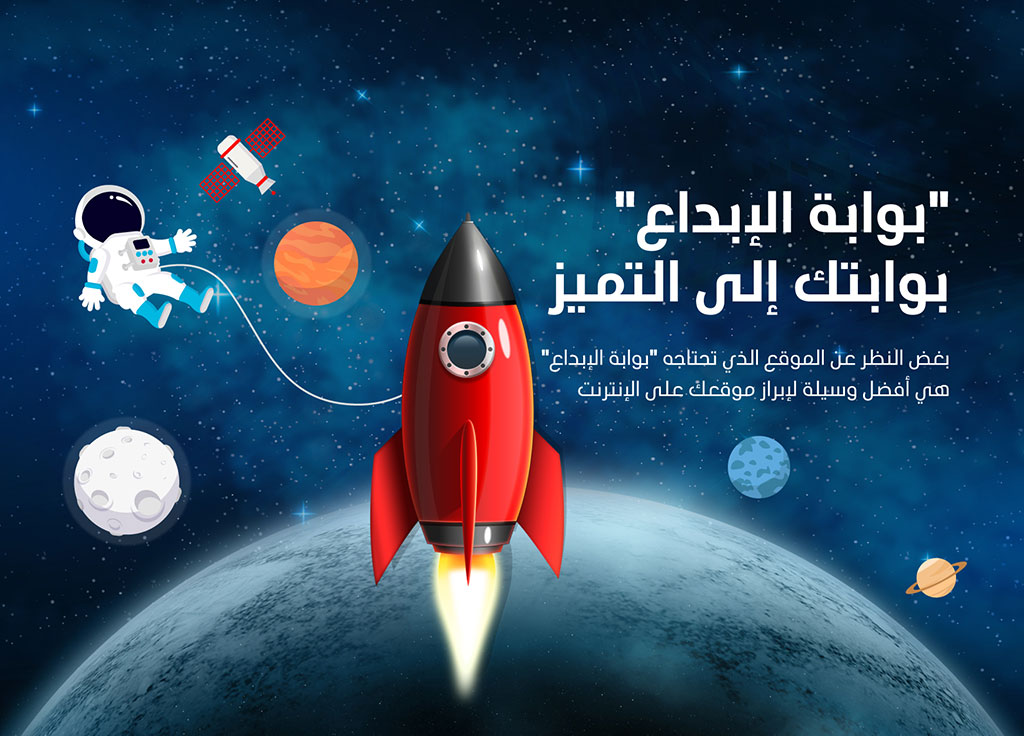 "بوابة الإبداع"
بوابتك إلى التميز
بغض النظر عن الموقع الذي تحتاجه "بوابة الإبداع"
هي أفضل وسيلة لإبراز موقعك على الإنترنت